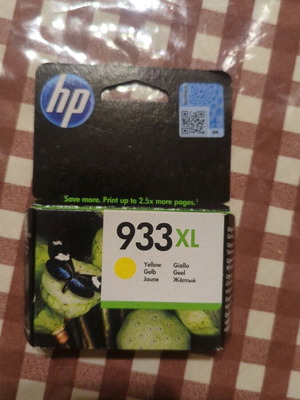 hp
Save more. Print up to 2.5x more pages.¹
933XL
Yellow Giallo
Gelb Geel
Jaune Жёлтый